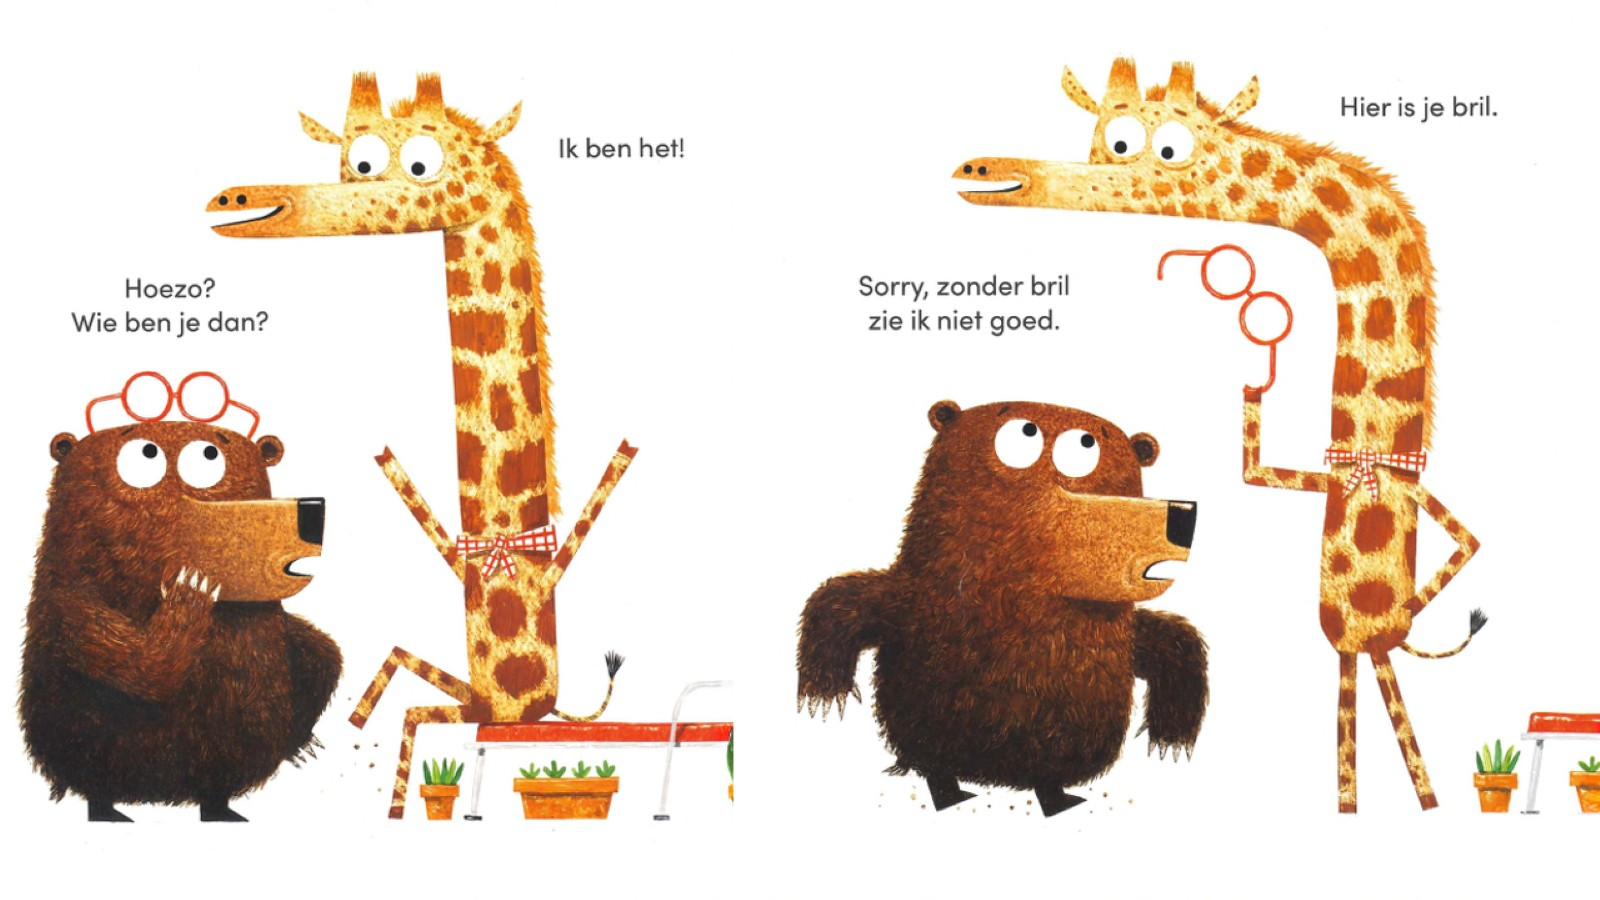 Ik ben het!
Hoezo?
Wie ben je dan?
Hier is je bril.
Sorry, zonder bril
zie ik niet goed.